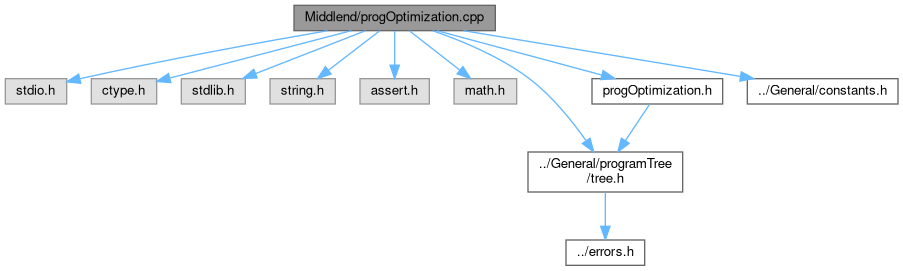 Middlend/progOptimization.cpp
stdio.h
ctype.h
stdlib.h
string.h
assert.h
math.h
progOptimization.h
../General/constants.h
../General/programTree
/tree.h
../errors.h